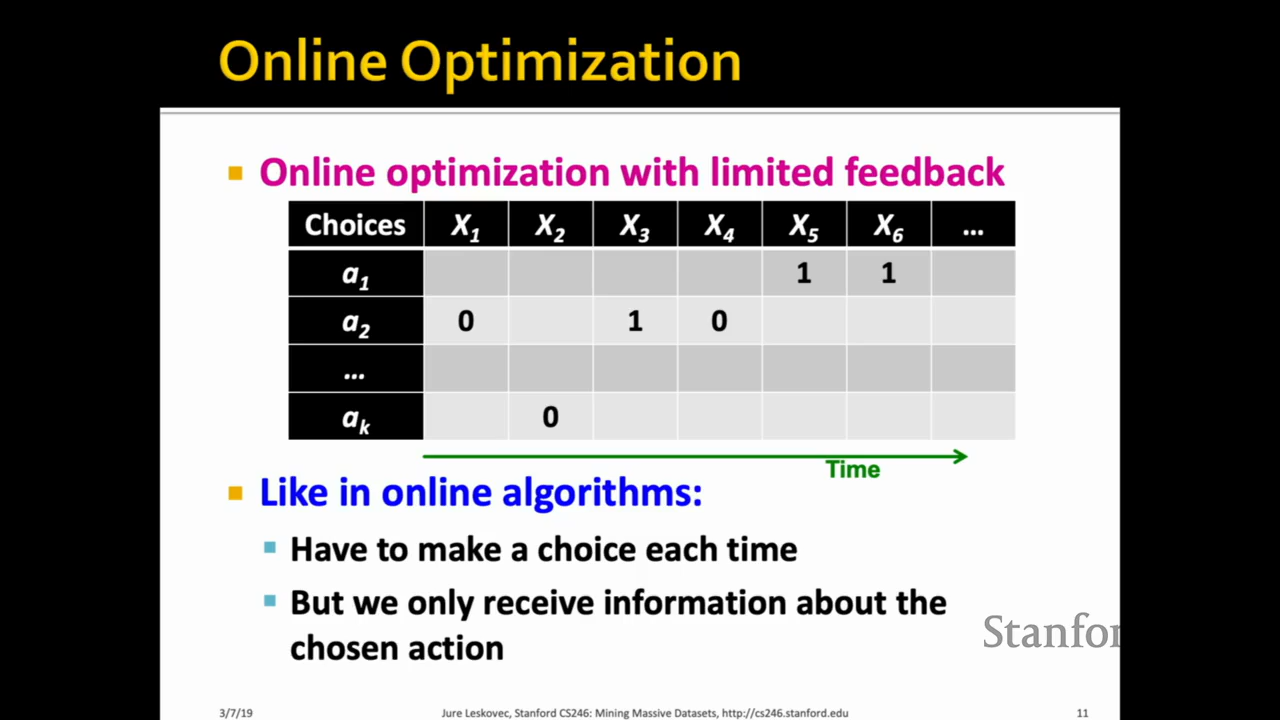 Online Optimization
Online optimization with limited feedback
Choices X1 X2 X3 X4 X5 X6 ...
a1 1 1
a2 0 1 0
...
ak 0
Time
Like in online algorithms:
Have to make a choice each time
But we only receive information about the
chosen action
Stanfor
3/7/19 Jure Leskovec, Stanford CS246: Mining Massive Datasets, http://cs246.stanford.edu 11